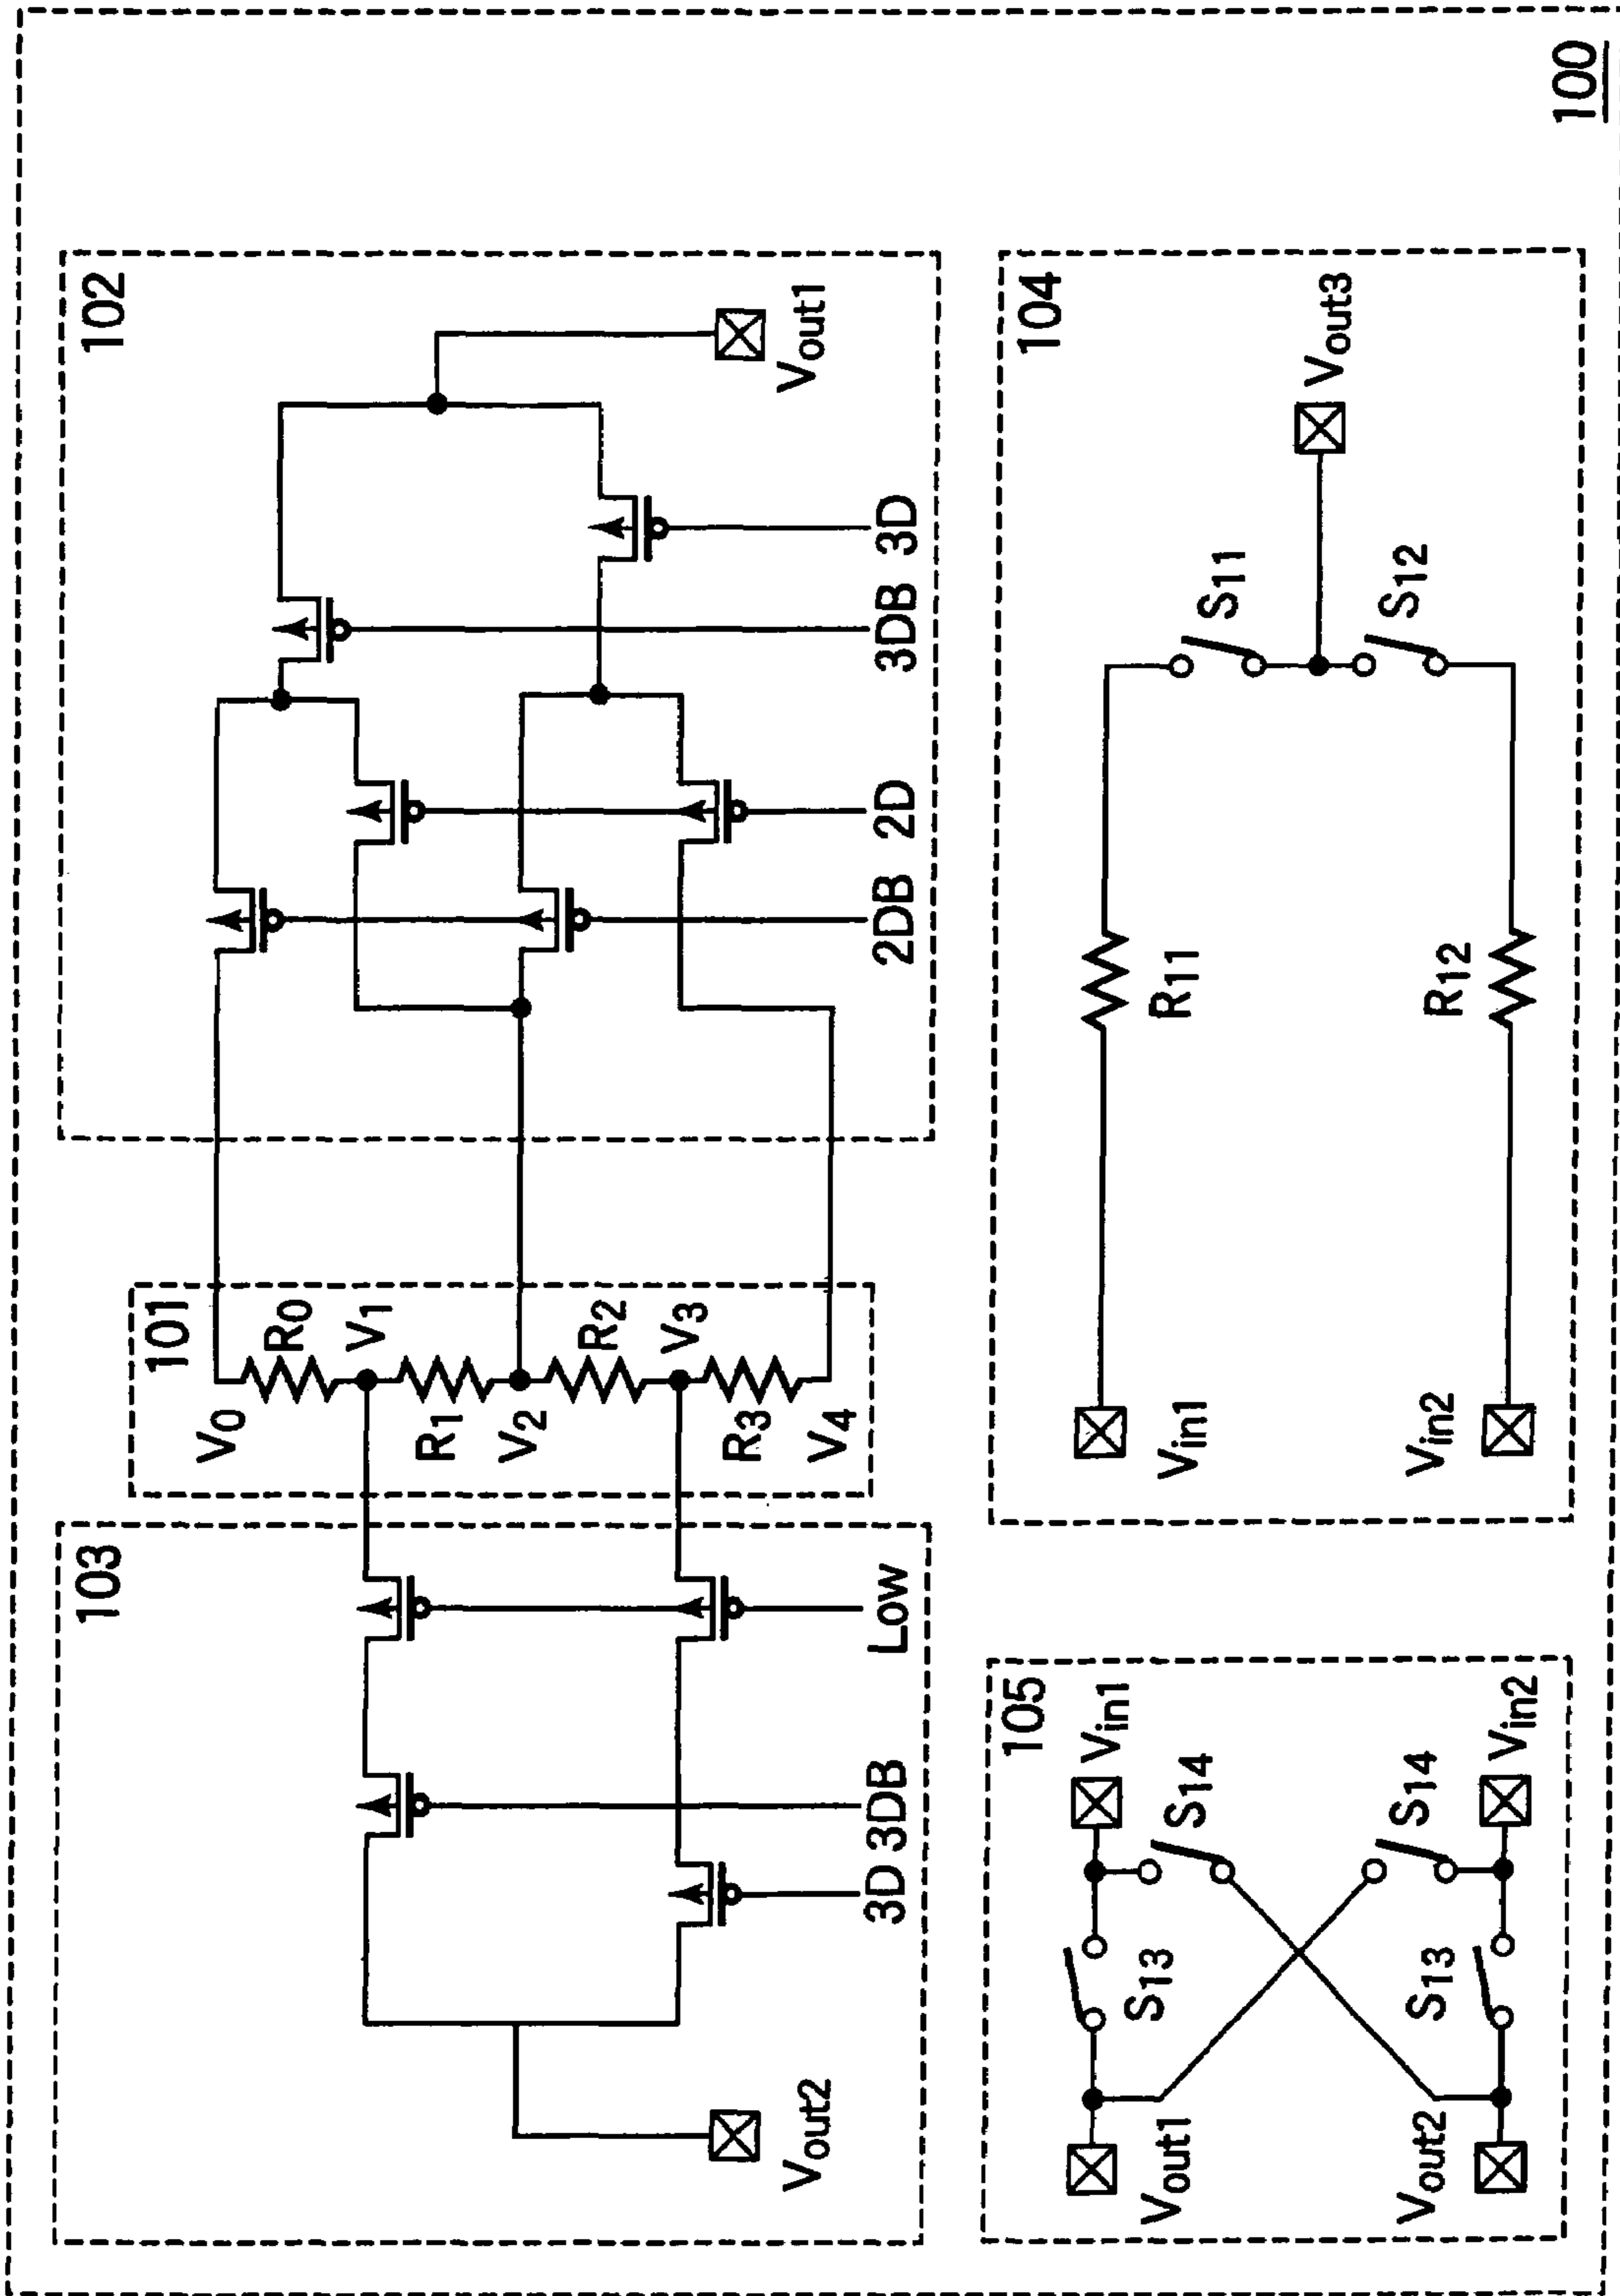 100
103
101
102
V0
R0
V1
R1
V2
R2
V3
R3
V4
Vout2
3D
3DB
Low
2DB
2D
3DB
3D
Vout1
105
Vout1
S13
S14
Vin1
Vout2
S13
S14
Vin2
104
Vin1
R11
S11
Vout3
Vin2
R12
S12